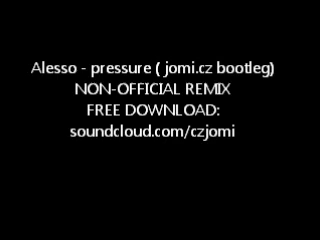 Alesso - pressure ( jomi.cz bootleg)
NON-OFFICIAL REMIX
FREE DOWNLOAD:
soundcloud.com/czjomi